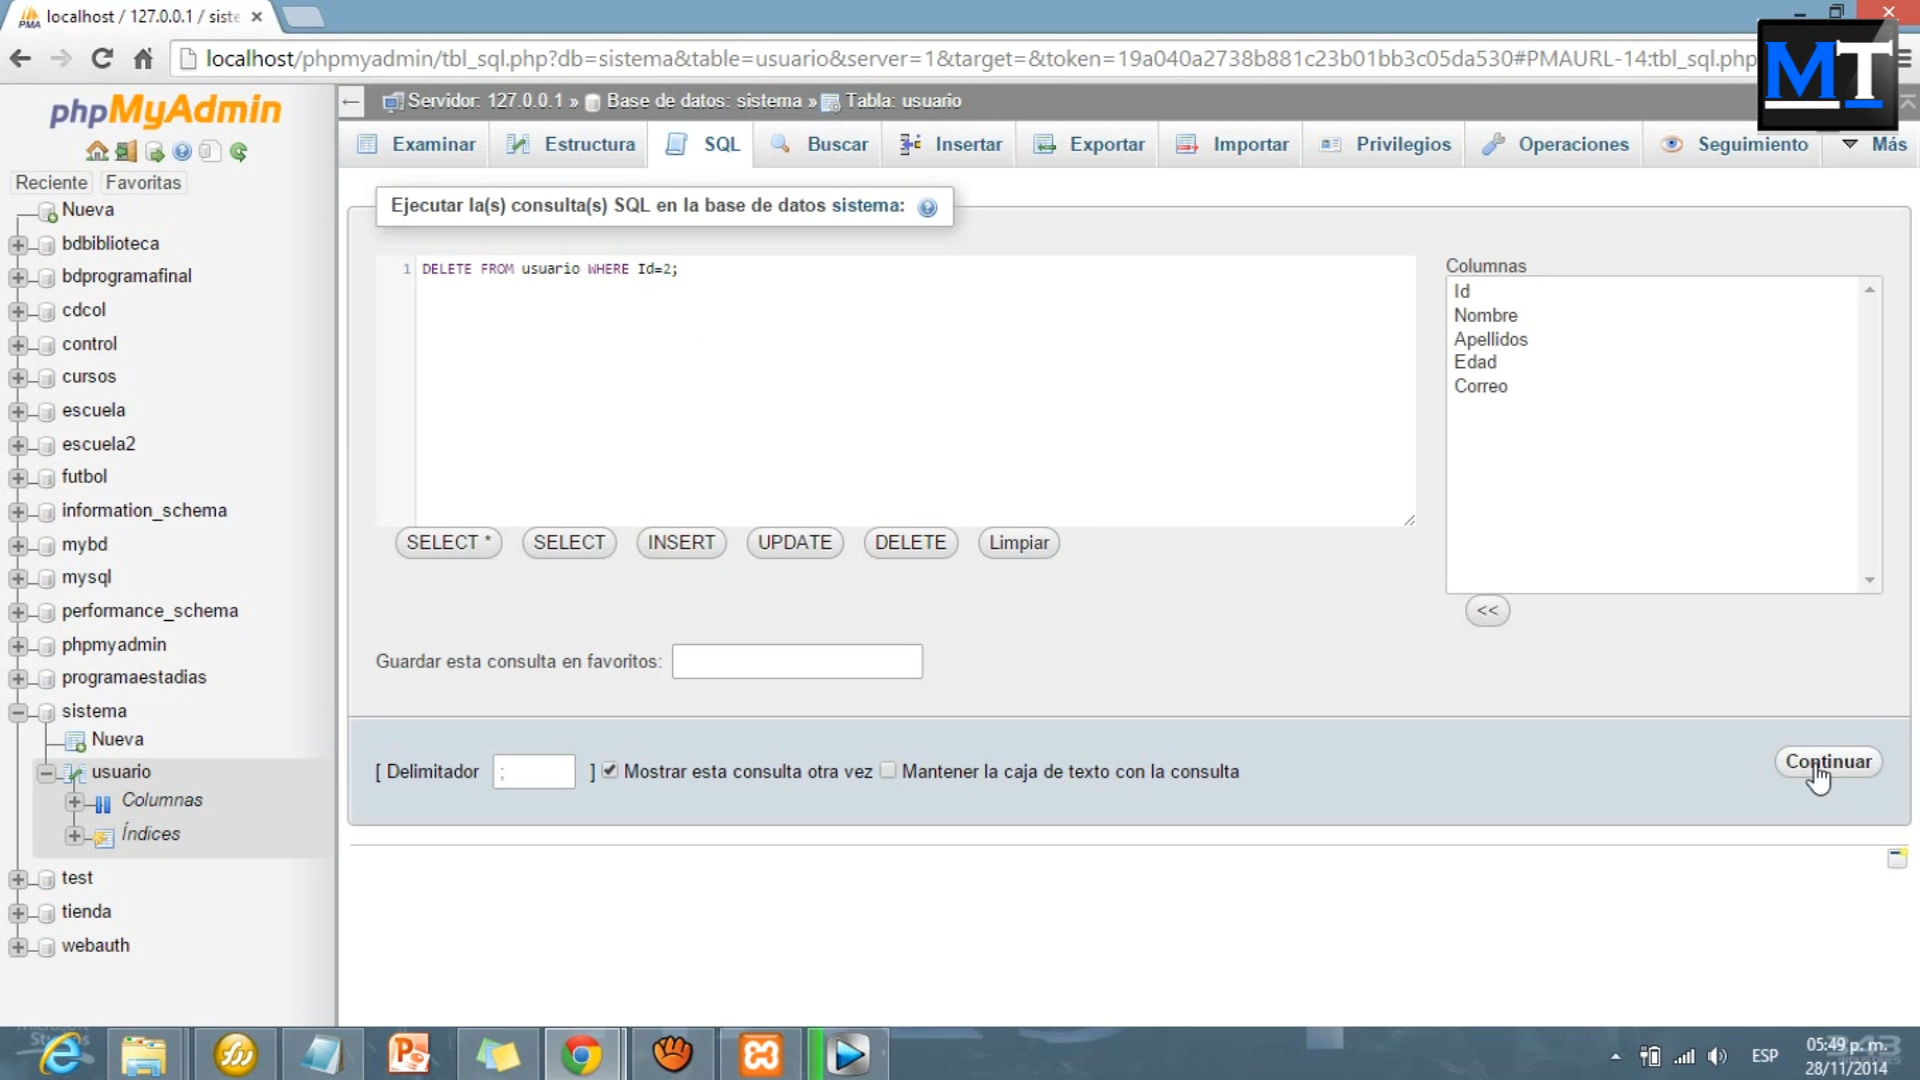 localhost / 127.0.0.1 / siste
localhost/phpmyadmin/tbl_sql.php?db=sistema&table=usuario&server=1&target=&token=19a040a2738b881c23b01bb3c05da530#PMAURL-14:tbl_sql.php
MT
phpMyAdmin
Reciente Favoritas
Nueva
bdbiblioteca
bdprogramafinal
cdcol
control
cursos
escuela
escuela2
futbol
information_schema
mybd
mysql
performance_schema
phpmyadmin
programaestadias
sistema
Nueva
usuario
Columnas
Índices
test
tienda
webauth
Servidor: 127.0.0.1 » Base de datos: sistema » Tabla: usuario
Examinar Estructura SQL Buscar Insertar Exportar Importar Privilegios Operaciones Seguimiento Más
Ejecutar la(s) consulta(s) SQL en la base de datos sistema:
1 DELETE FROM usuario WHERE Id=2;
Columnas
Id
Nombre
Apellidos
Edad
Correo
SELECT * SELECT INSERT UPDATE DELETE Limpiar
<<
Guardar esta consulta en favoritos:
[ Delimitador ; ] Mostrar esta consulta otra vez Mantener la caja de texto con la consulta
Continuar
ESP
05:49 p. m.
28/11/2014